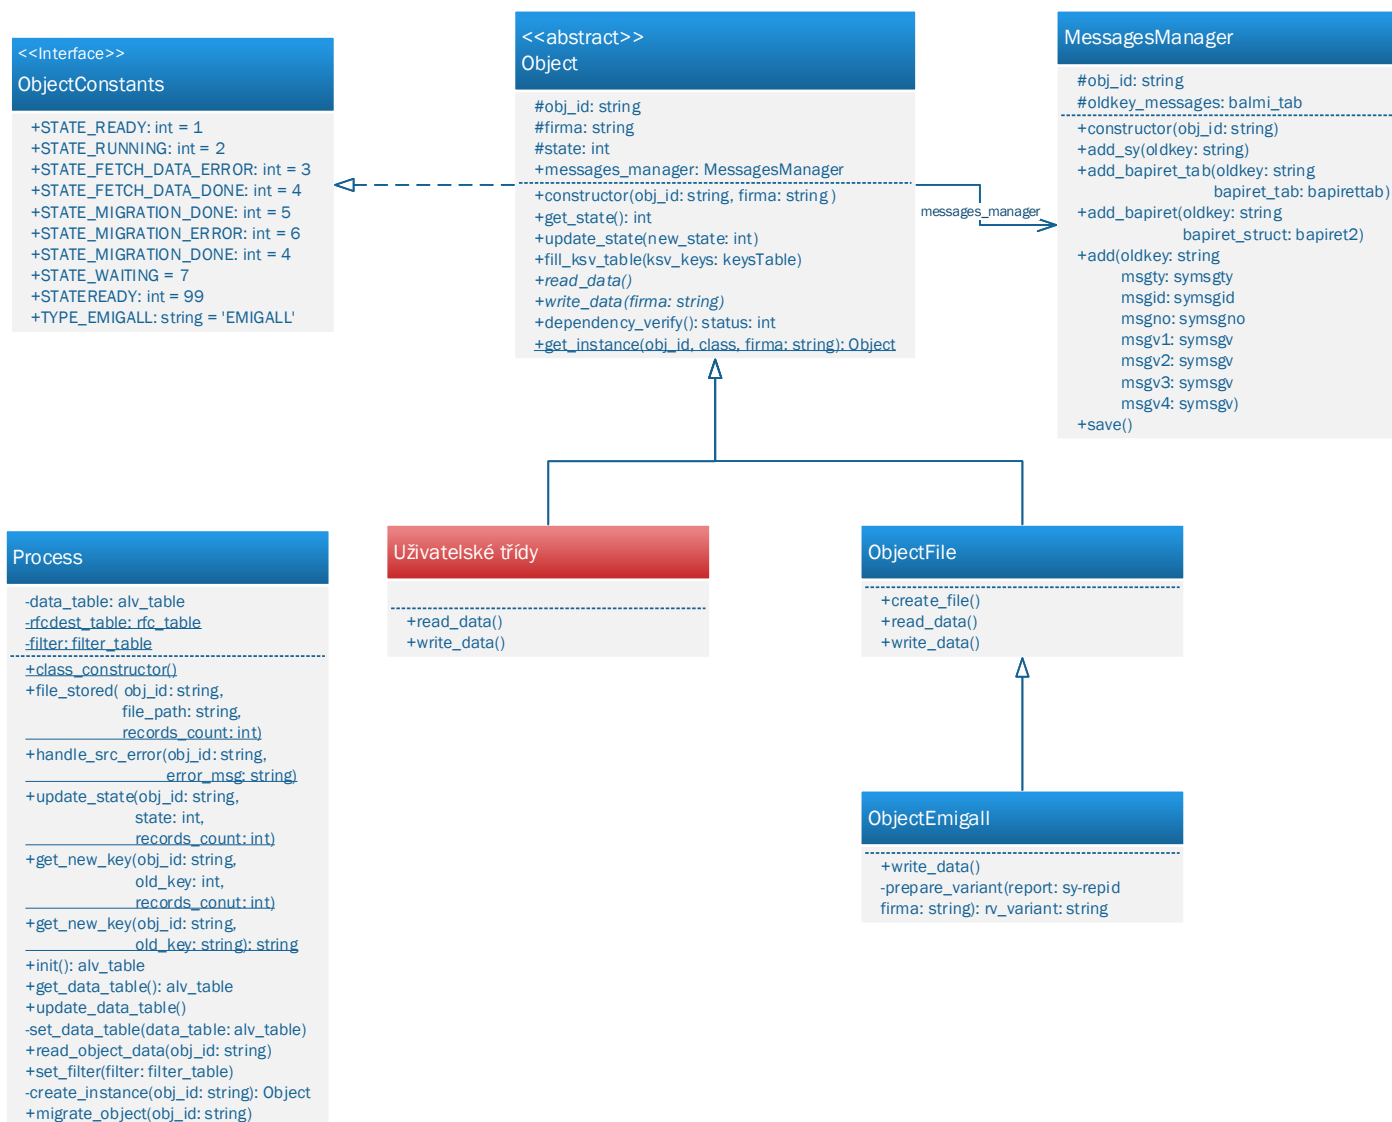 <<Interface>>
ObjectConstants
+STATE_READY: int = 1
+STATE_RUNNING: int = 2
+STATE_FETCH_DATA_ERROR: int = 3
+STATE_FETCH_DATA_DONE: int = 4
+STATE_MIGRATION_DONE: int = 5
+STATE_MIGRATION_ERROR: int = 6
+STATE_MIGRATION_DONE: int = 4
+STATE_WAITING = 7
+STATEREADY: int = 99
+TYPE_EMIGALL: string = 'EMIGALL'
<<abstract>>
Object
#obj_id: string
#firma: string
#state: int
+messages_manager: MessagesManager
+constructor(obj_id: string, firma: string )
+get_state(): int
+update_state(new_state: int)
+fill_ksv_table(ksv_keys: keysTable)
+read_data()
+write_data(firma: string)
+dependency_verify(): status: int
+get_instance(obj_id, class, firma: string): Object
messages_manager
MessagesManager
#obj_id: string
#oldkey_messages: balmi_tab
+constructor(obj_id: string)
+add_sy(oldkey: string)
+add_bapiret_tab(oldkey: string
bapiret_tab: bapirettab)
+add_bapiret(oldkey: string
bapiret_struct: bapiret2)
+add(oldkey: string
msgty: symsgty
msgid: symsgid
msgno: symsgno
msgv1: symsgv
msgv2: symsgv
msgv3: symsgv
msgv4: symsgv)
+save()
Process
-data_table: alv_table
-rfcdest_table: rfc_table
-filter: filter_table
+class_constructor()
+file_stored( obj_id: string,
file_path: string,
records_count: int)
+handle_src_error(obj_id: string,
error_msg: string)
+update_state(obj_id: string,
state: int,
records_count: int)
+get_new_key(obj_id: string,
old_key: int,
records_conut: int)
+get_new_key(obj_id: string,
old_key: string): string
+init(): alv_table
+get_data_table(): alv_table
+update_data_table()
-set_data_table(data_table: alv_table)
+read_object_data(obj_id: string)
+set_filter(filter: filter_table)
-create_instance(obj_id: string): Object
+migrate_object(obj_id: string)
Uživatelské třídy
+read_data()
+write_data()
ObjectFile
+create_file()
+read_data()
+write_data()
ObjectEmigall
+write_data()
-prepare_variant(report: sy-repid
firma: string): rv_variant: string